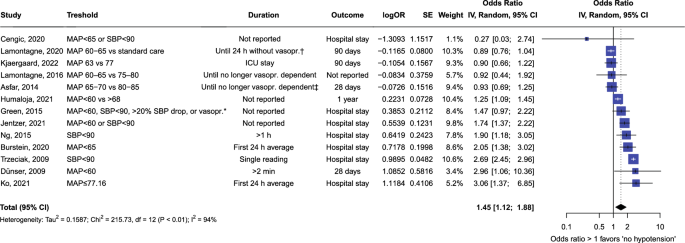 Odds Ratio Odds Ratio
Study Treshold Duration Outcome logOR SE Weight IV, Random, 95% CI IV, Random, 95% CI
Cengic, 2020 MAP<65 or SBP<90 Not reported Hospital stay -1.3093 1.1517 1.1% 0.27 [0.03; 2.74]
Lamontagne, 2020 MAP 60-65 vs standard care Until 24 h without vasopr.† 90 days -0.1165 0.0800 9.9% 0.89 [0.76; 1.04]
Kjaergaard, 2022 MAP 63 vs 77 ICU stay 90 days -0.1054 0.1567 9.0% 0.90 [0.66; 1.22]
Lamontagne, 2016 MAP 60-65 vs 75-80 Until no longer vasopr. dependent Hospital stay -0.0834 0.3759 5.7% 0.92 [0.44; 1.92]
Asfar, 2014 MAP 65-70 vs 80-85 Until no longer vasopr. dependent‡ 28 days -0.0726 0.1516 9.1% 0.93 [0.69; 1.25]
Humaloja, 2021 MAP<60 vs >68 Not reported 1 year 0.2231 0.0728 10.0% 1.25 [1.09; 1.45]
Green, 2015 MAP<60, SBP<90, >20% SBP drop, or vasopr.* Not reported Hospital stay 0.3853 0.2112 8.2% 1.47 [0.97; 2.22]
Jentzer, 2021 MAP<60 or SBP<90 Not reported Hospital stay 0.5539 0.1231 9.5% 1.74 [1.37; 2.22]
Ng, 2015 SBP<90 >1 h Hospital stay 0.6419 0.2423 7.8% 1.90 [1.18; 3.05]
Burstein, 2020 MAP<65 First 24 h average Hospital stay 0.7178 0.1998 8.4% 2.05 [1.38; 3.02]
Trzeciak, 2009 SBP<90 Single reading Hospital stay 0.9895 0.0482 10.1% 2.69 [2.45; 2.96]
Dünser, 2009 MAP<60 >2 min 28 days 1.0852 0.5816 2.96 [1.06; 10.36]
Ko, 2021 MAP≤77.16 First 24 h average Hospital stay 1.1184 0.4106 5.2% 3.06 [1.37; 6.85]
Total (95% CI) 1.45 [1.12; 1.88]
Heterogeneity: Tau2 = 0.1587; Chi2 = 215.73, df = 12 (P < 0.01); I2 = 94%
0.1 0.5 1 2 10
Odds ratio > 1 favors 'no hypotension'